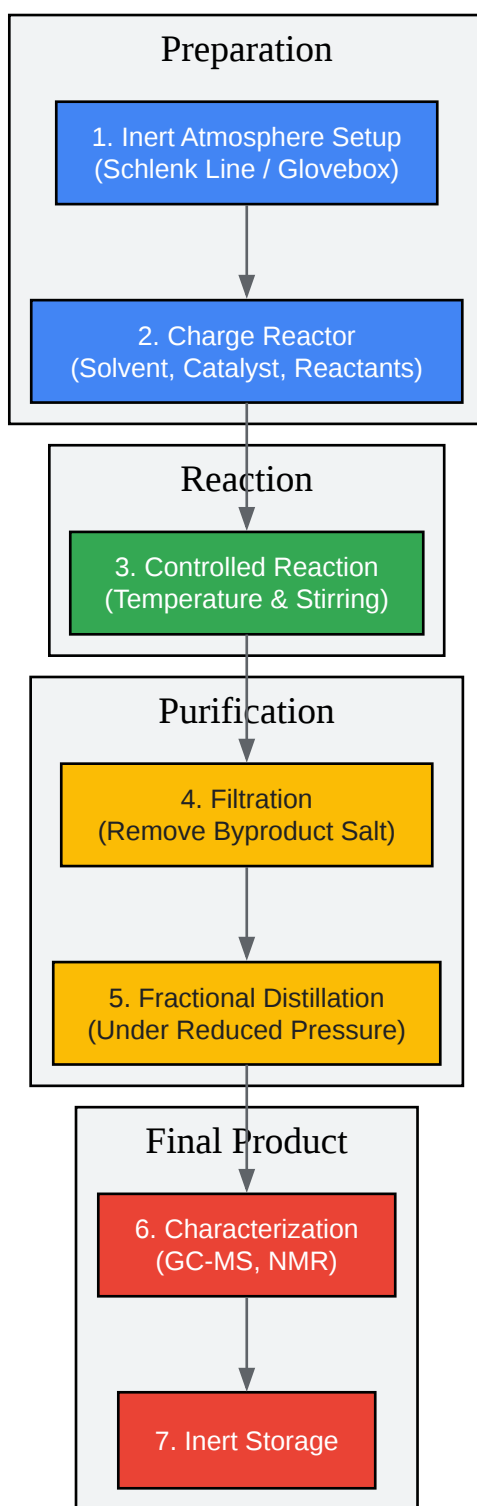 Preparation
1. Inert Atmosphere Setup
(Schlenk Line / Glovebox)
2. Charge Reactor
(Solvent, Catalyst, Reactants)
Reaction
3. Controlled Reaction
(Temperature & Stirring)
Purification
4. Filtration
(Remove Byproduct Salt)
5. Fractional Distillation
(Under Reduced Pressure)
Final Product
6. Characterization
(GC-MS, NMR)
7. Inert Storage